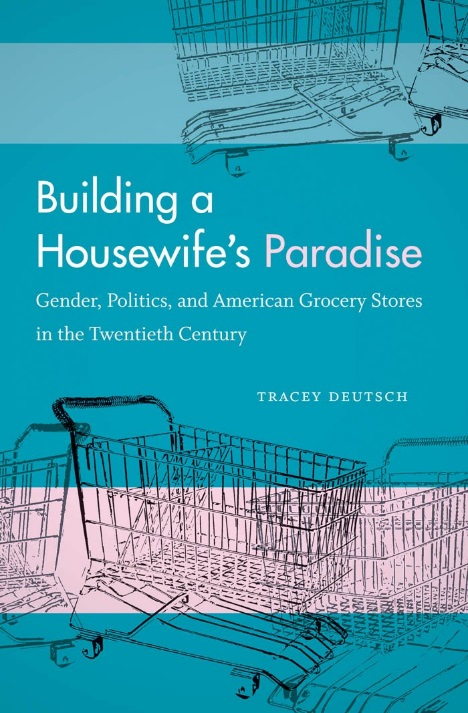 Building a
Housewife's Paradise
Gender, Politics, and American Grocery Stores
in the Twentieth Century
TRACEY DEUTSCH